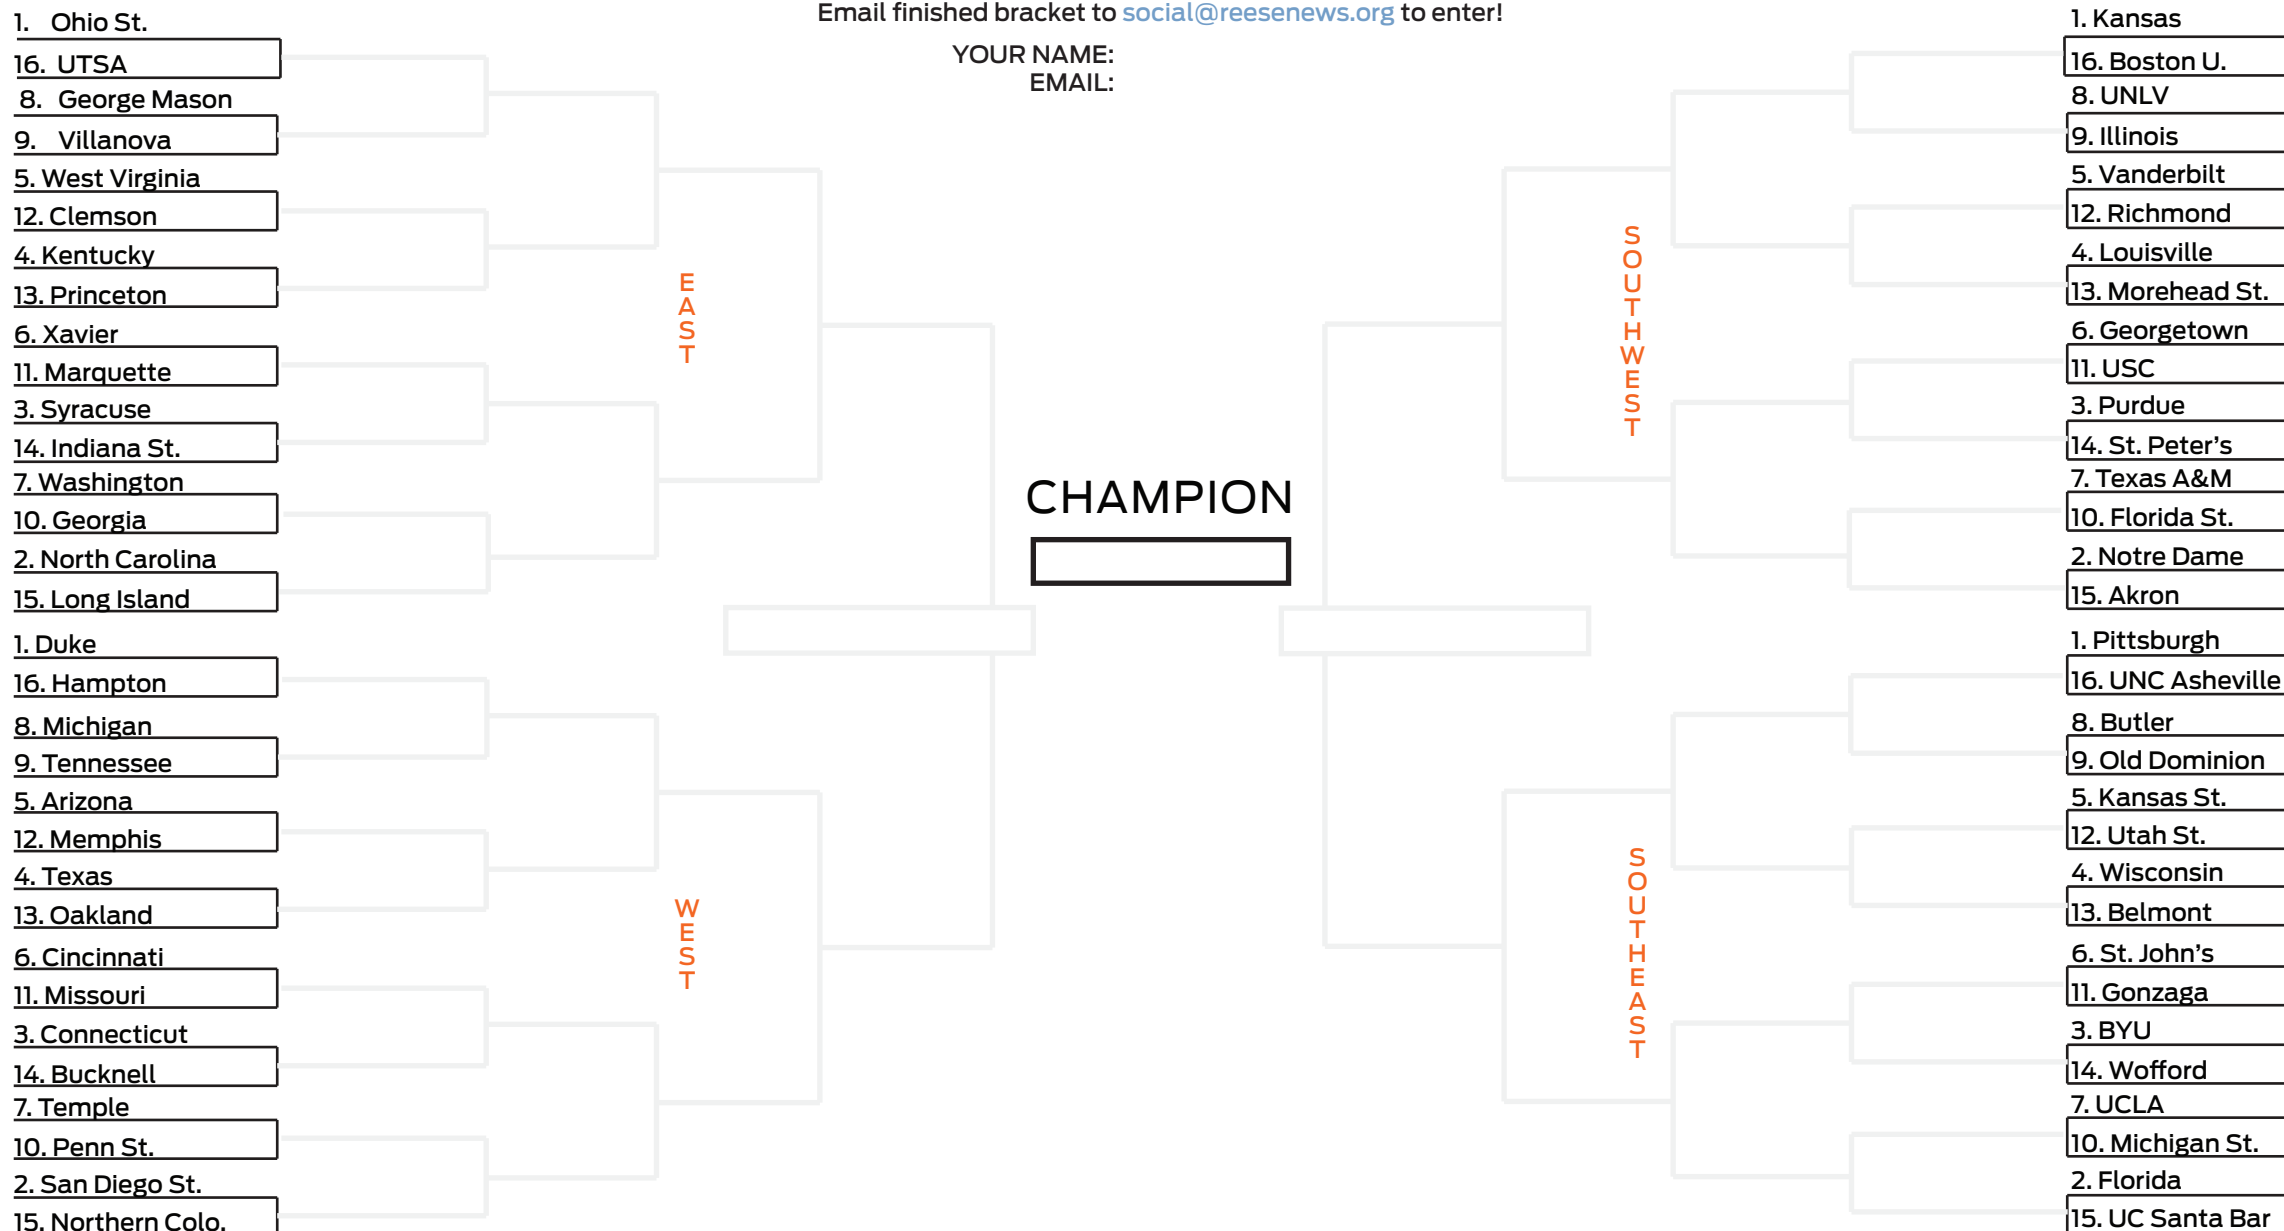 Email finished bracket to social@reesenews.org to enter!
YOUR NAME:
EMAIL:
1. Ohio St.
16. UTSA
8. George Mason
9. Villanova
5. West Virginia
12. Clemson
4. Kentucky
13. Princeton
6. Xavier
11. Marquette
3. Syracuse
14. Indiana St.
7. Washington
10. Georgia
2. North Carolina
15. Long Island
EAST
1. Duke
16. Hampton
8. Michigan
9. Tennessee
5. Arizona
12. Memphis
4. Texas
13. Oakland
6. Cincinnati
11. Missouri
3. Connecticut
14. Bucknell
7. Temple
10. Penn St.
2. San Diego St.
15. Northern Colo.
WEST
CHAMPION
1. Kansas
16. Boston U.
8. UNLV
9. Illinois
5. Vanderbilt
12. Richmond
4. Louisville
13. Morehead St.
6. Georgetown
11. USC
3. Purdue
14. St. Peter’s
7. Texas A&M
10. Florida St.
2. Notre Dame
15. Akron
SOUTHWEST
1. Pittsburgh
16. UNC Asheville
8. Butler
9. Old Dominion
5. Kansas St.
12. Utah St.
4. Wisconsin
13. Belmont
6. St. John’s
11. Gonzaga
3. BYU
14. Wofford
7. UCLA
10. Michigan St.
2. Florida
15. UC Santa Bar
SOUTHEAST